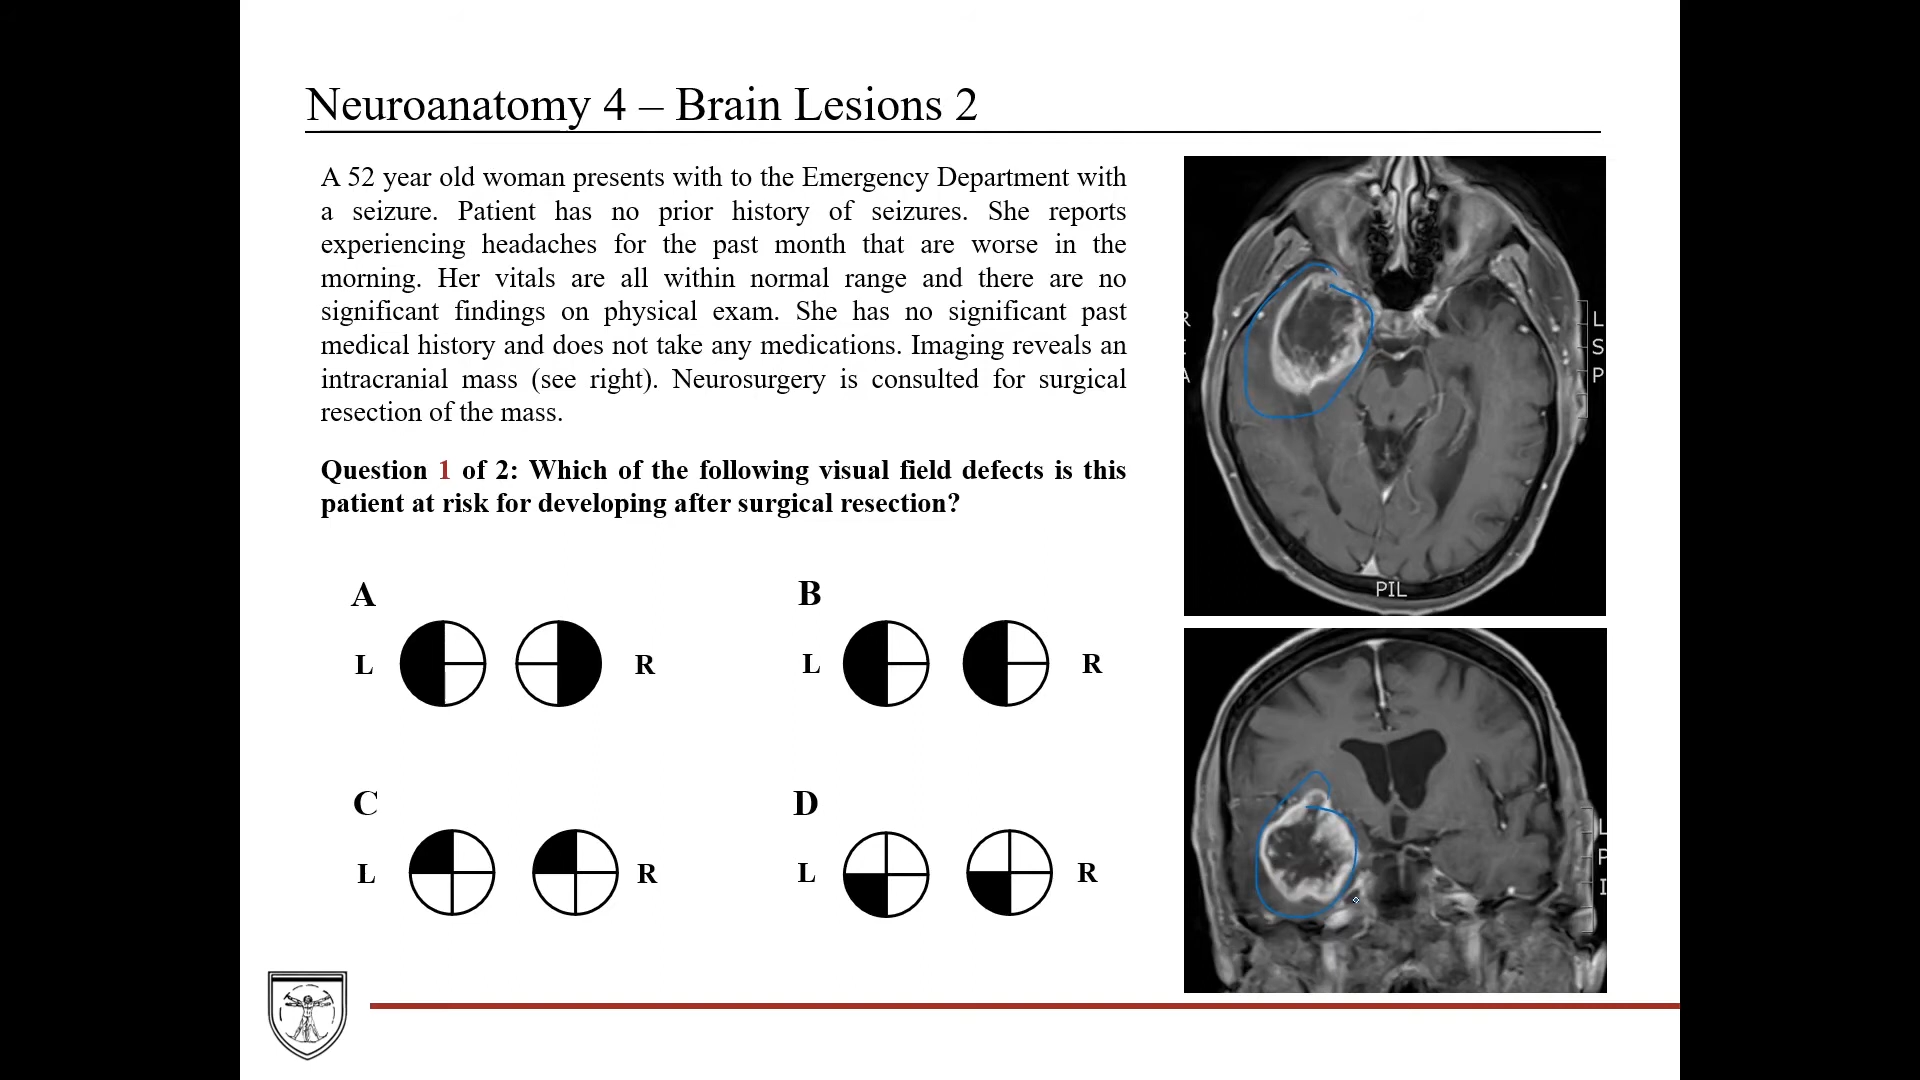 Neuroanatomy 4 – Brain Lesions 2
A 52 year old woman presents with to the Emergency Department with
a seizure. Patient has no prior history of seizures. She reports
experiencing headaches for the past month that are worse in the
morning. Her vitals are all within normal range and there are no
significant findings on physical exam. She has no significant past
medical history and does not take any medications. Imaging reveals an
intracranial mass (see right). Neurosurgery is consulted for surgical
resection of the mass.
Question 1 of 2: Which of the following visual field defects is this
patient at risk for developing after surgical resection?
A
L R
B
L R
C
L R
D
L R
R
A
L
S
P
PIL
L
P
I